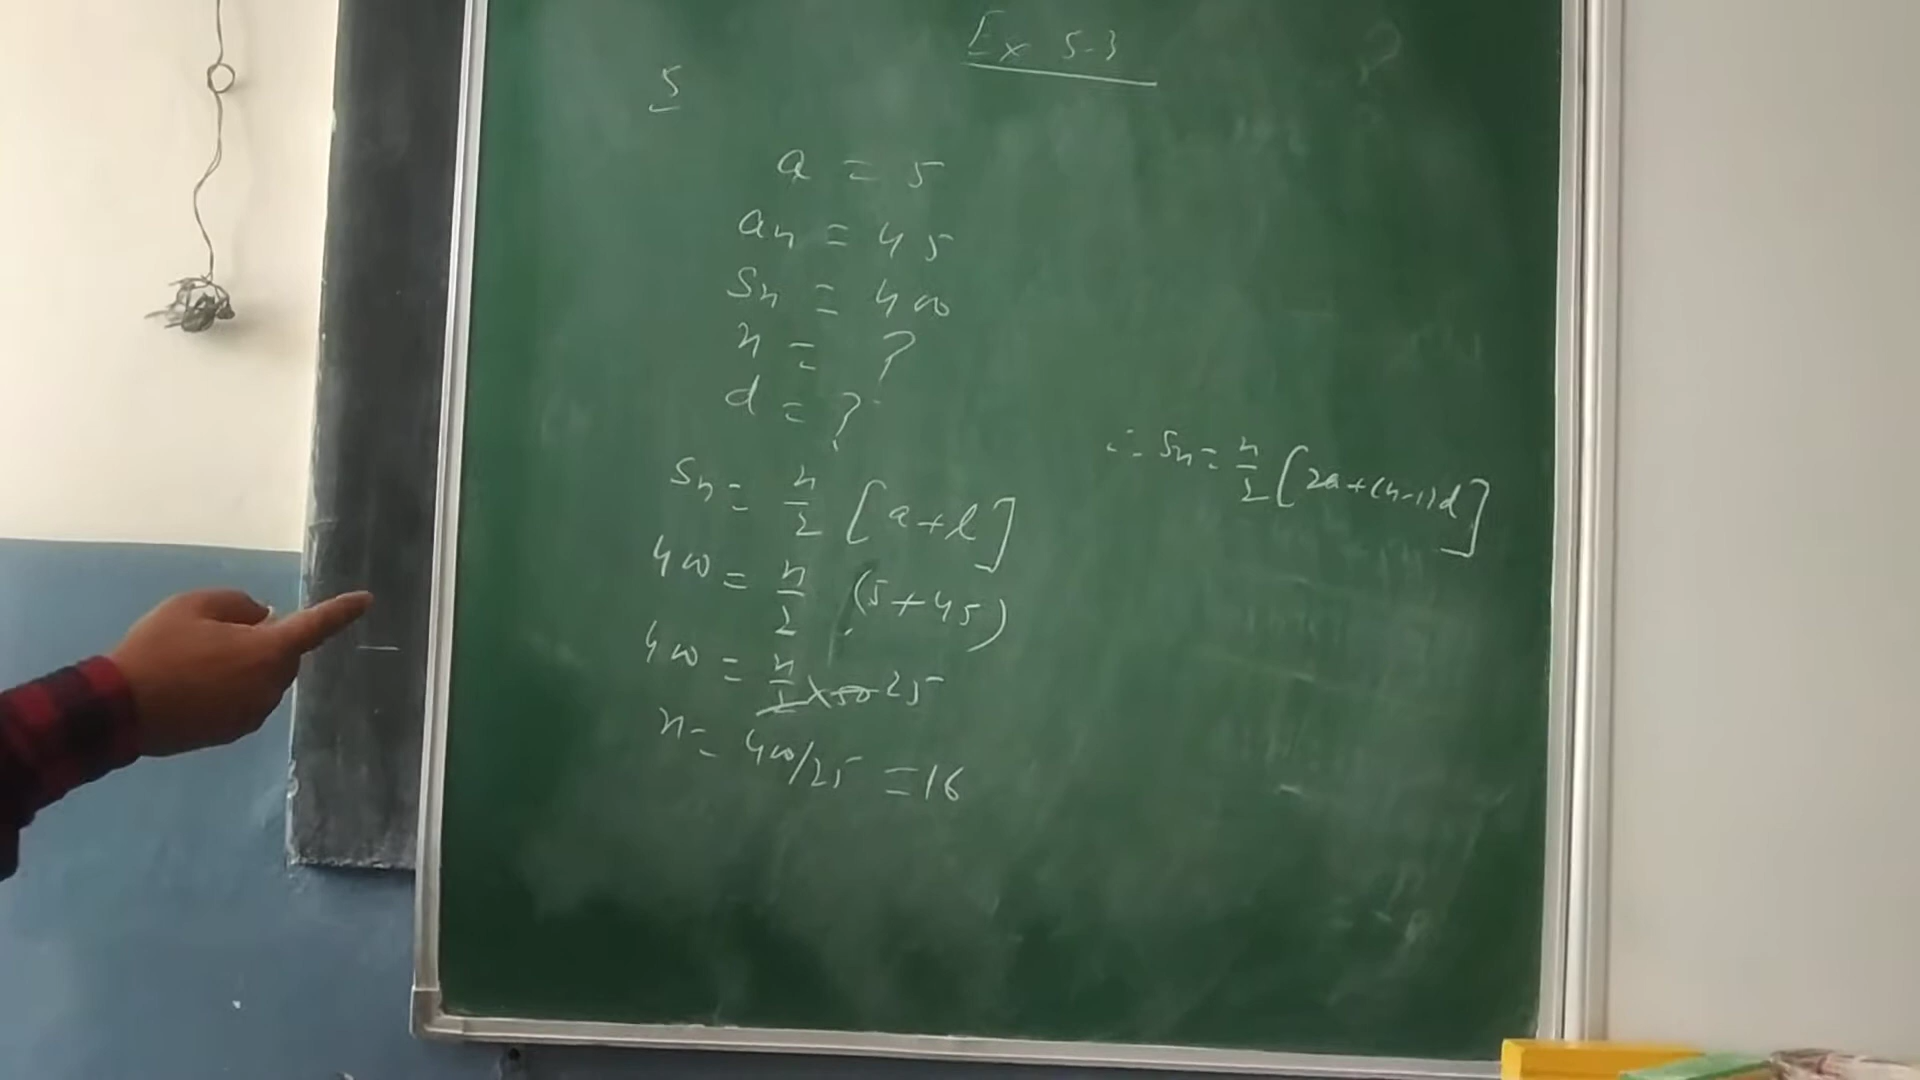 Ex 5.3
5
a = 5
an = 45
Sn = 400
n = ?
d = ?
Sn = n/2 [a+l]
∴ Sn = n/2 [2a+(n-1)d]
400 = n/2 (5+45)
400 = n/2 x 50 25
n = 400/25 = 16